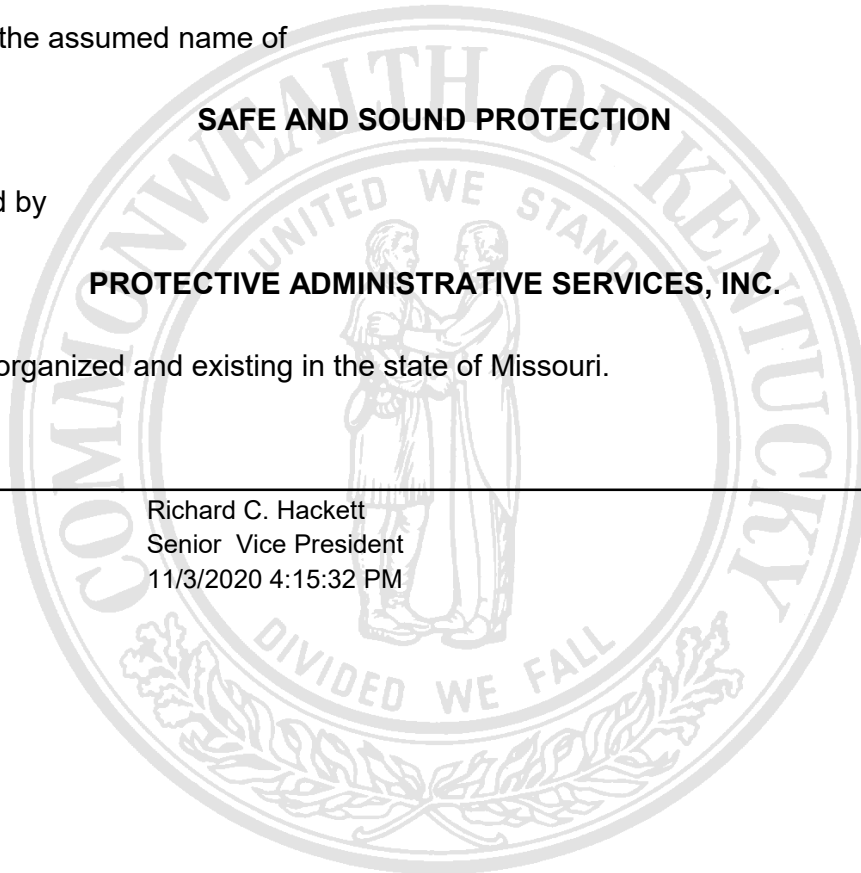 the assumed name of
SAFE AND SOUND PROTECTION
d by
PROTECTIVE ADMINISTRATIVE SERVICES, INC.
organized and existing in the state of Missouri.
Richard C. Hackett
Senior Vice President
11/3/2020 4:15:32 PM
COMMONWEALTH OF KENTUCKY
UNITED WE STAND
DIVIDED WE FALL